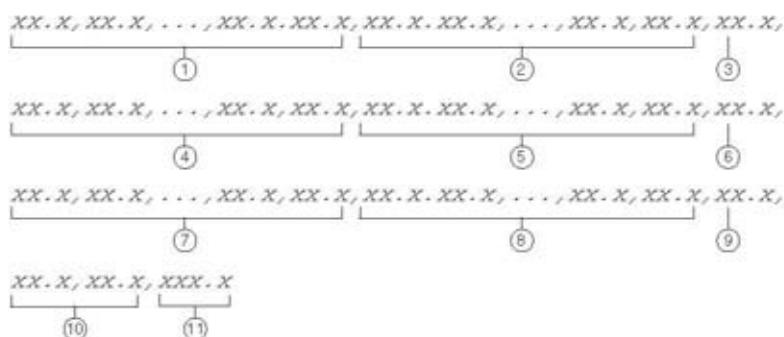 xx.x,xx.x,...,xx.x.xx.x,xx.x.xx.x,...,xx.x,xx.x,xx.x,
① ② ③
xx.x,xx.x,...,xx.x,xx.x,xx.x.xx.x,...,xx.x,xx.x,xx.x,
④ ⑤ ⑥
xx.x,xx.x,...,xx.x,xx.x,xx.x.xx.x,...,xx.x,xx.x,xx.x,
⑦ ⑧ ⑨
xx.x,xx.x,xxx.x
⑩ ⑪